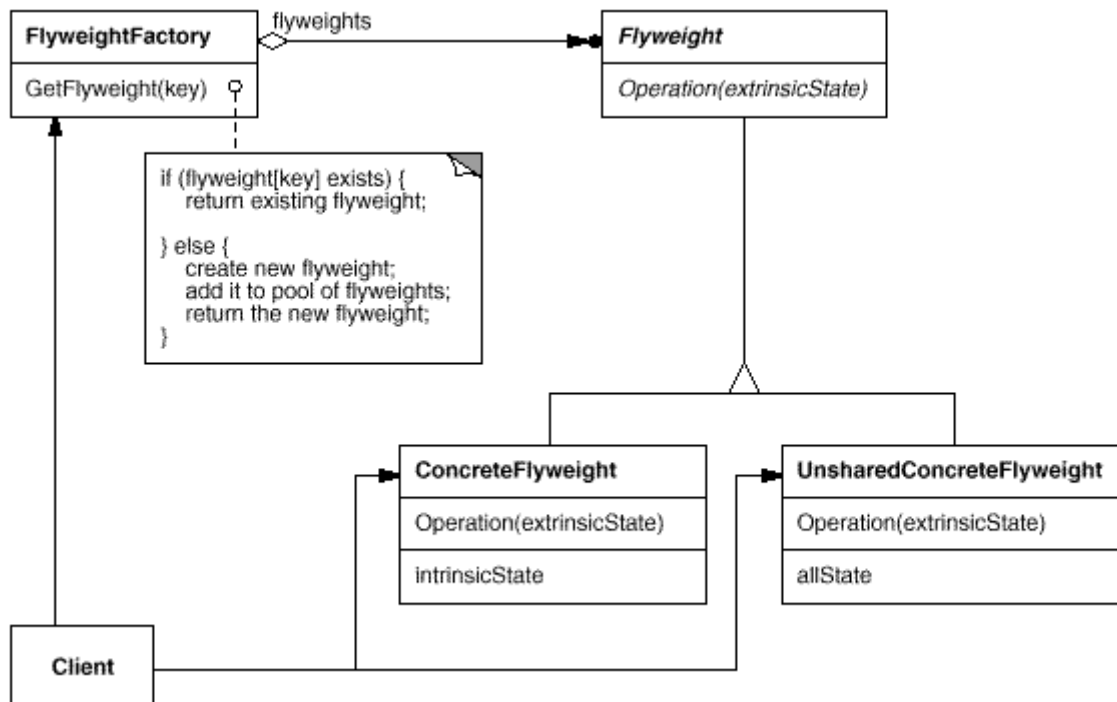 flyweights
FlyweightFactory
GetFlyweight(key)
Flyweight
Operation(extrinsicState)
if (flyweight[key] exists) {
return existing flyweight;
} else {
create new flyweight;
add it to pool of flyweights;
return the new flyweight;
}
ConcreteFlyweight
Operation(extrinsicState)
intrinsicState
UnsharedConcreteFlyweight
Operation(extrinsicState)
allState
Client